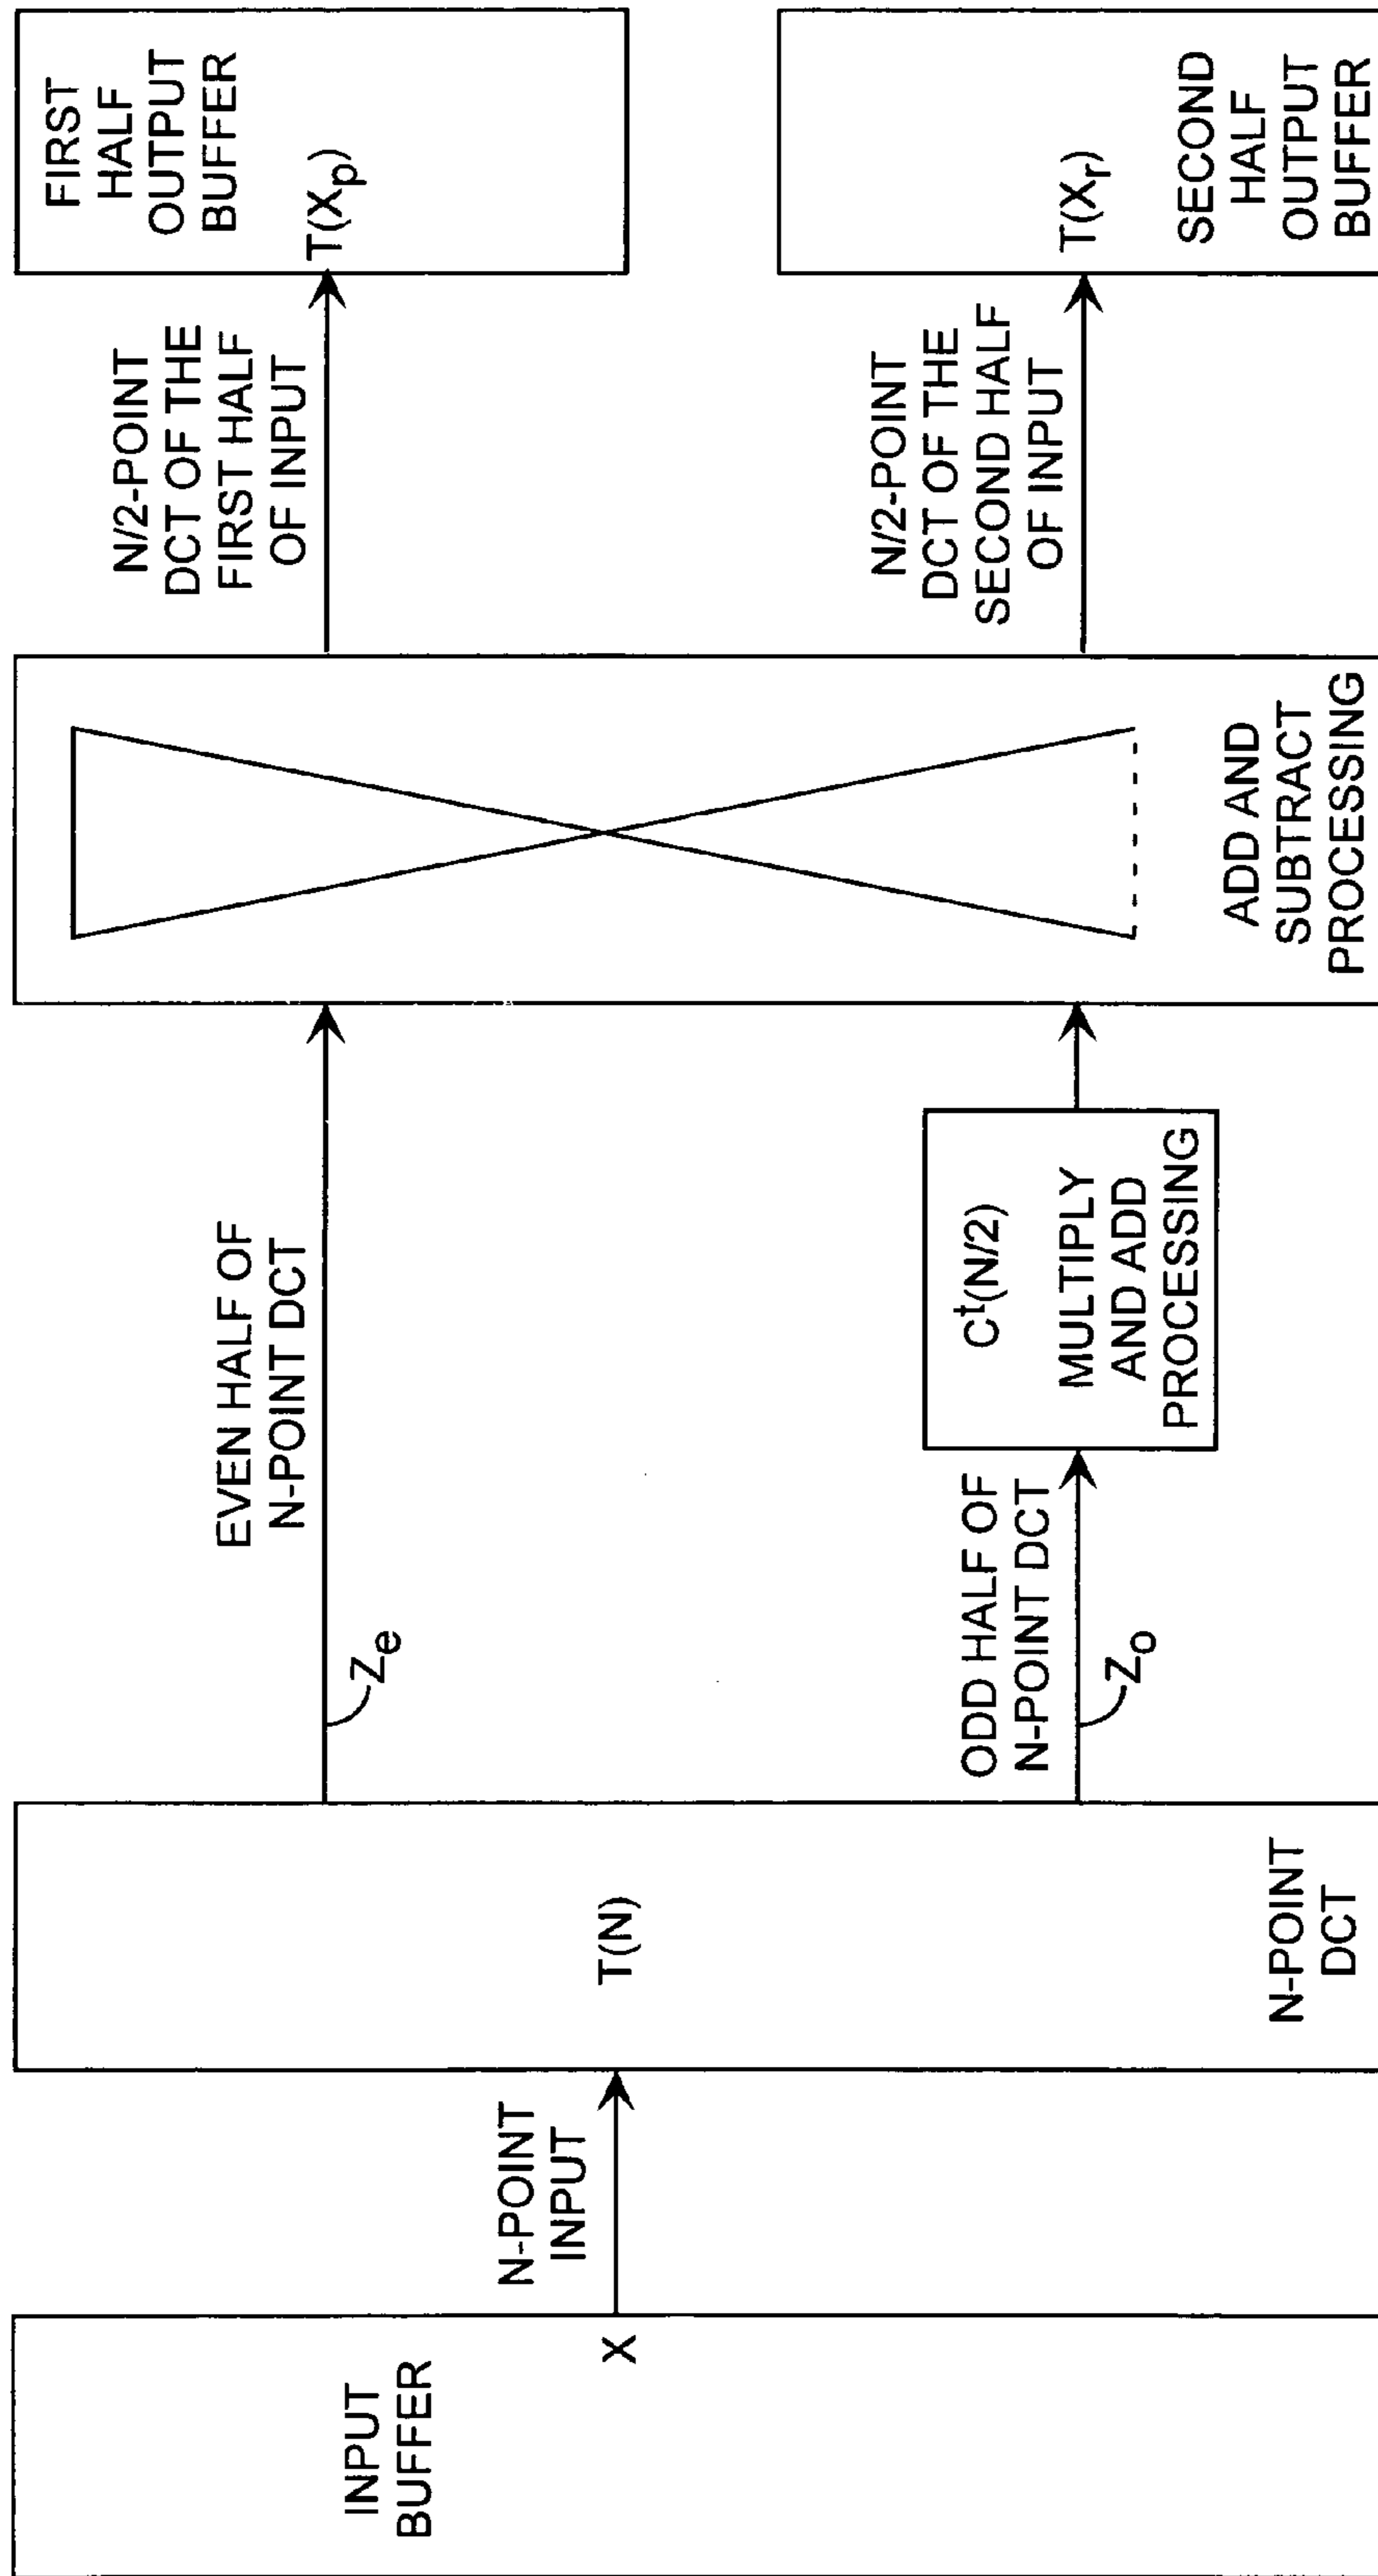 INPUT
BUFFER
X
N-POINT
INPUT
T(N)
N-POINT
DCT
EVEN HALF OF
N-POINT DCT
Ze
ODD HALF OF
N-POINT DCT
Zo
Ct(N/2)
MULTIPLY
AND ADD
PROCESSING
ADD AND
SUBTRACT
PROCESSING
N/2-POINT
DCT OF THE
FIRST HALF
OF INPUT
N/2-POINT
DCT OF THE
SECOND HALF
OF INPUT
FIRST
HALF
OUTPUT
BUFFER
T(Xp)
T(Xr)
SECOND
HALF
OUTPUT
BUFFER